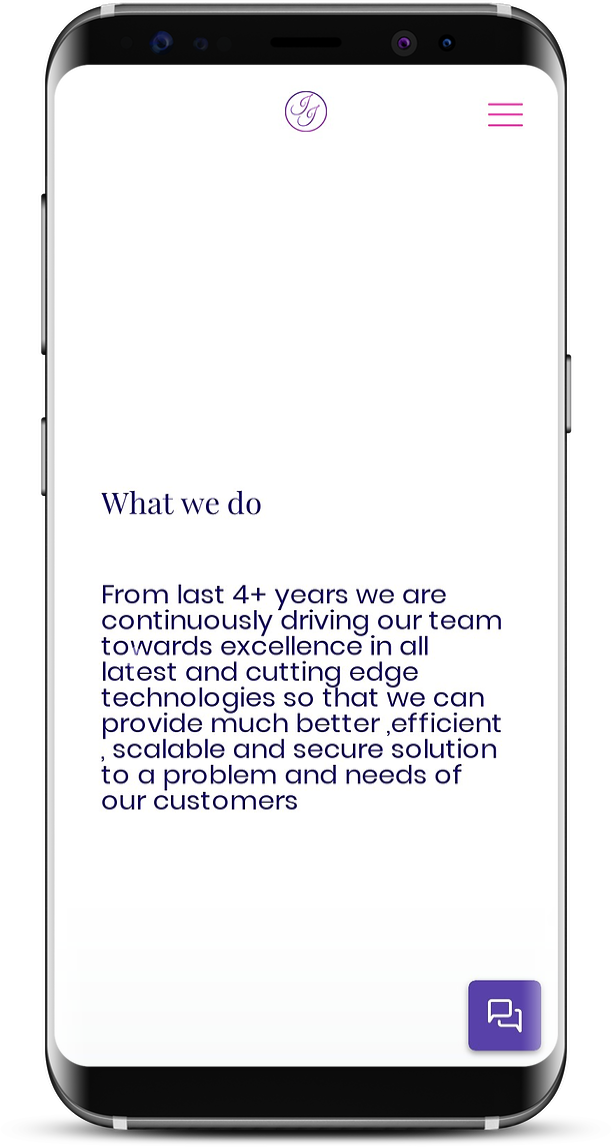 JJ
What we do
From last 4+ years we are
continuously driving our team
towards excellence in all
latest and cutting edge
technologies so that we can
provide much better ,efficient
, scalable and secure solution
to a problem and needs of
our customers